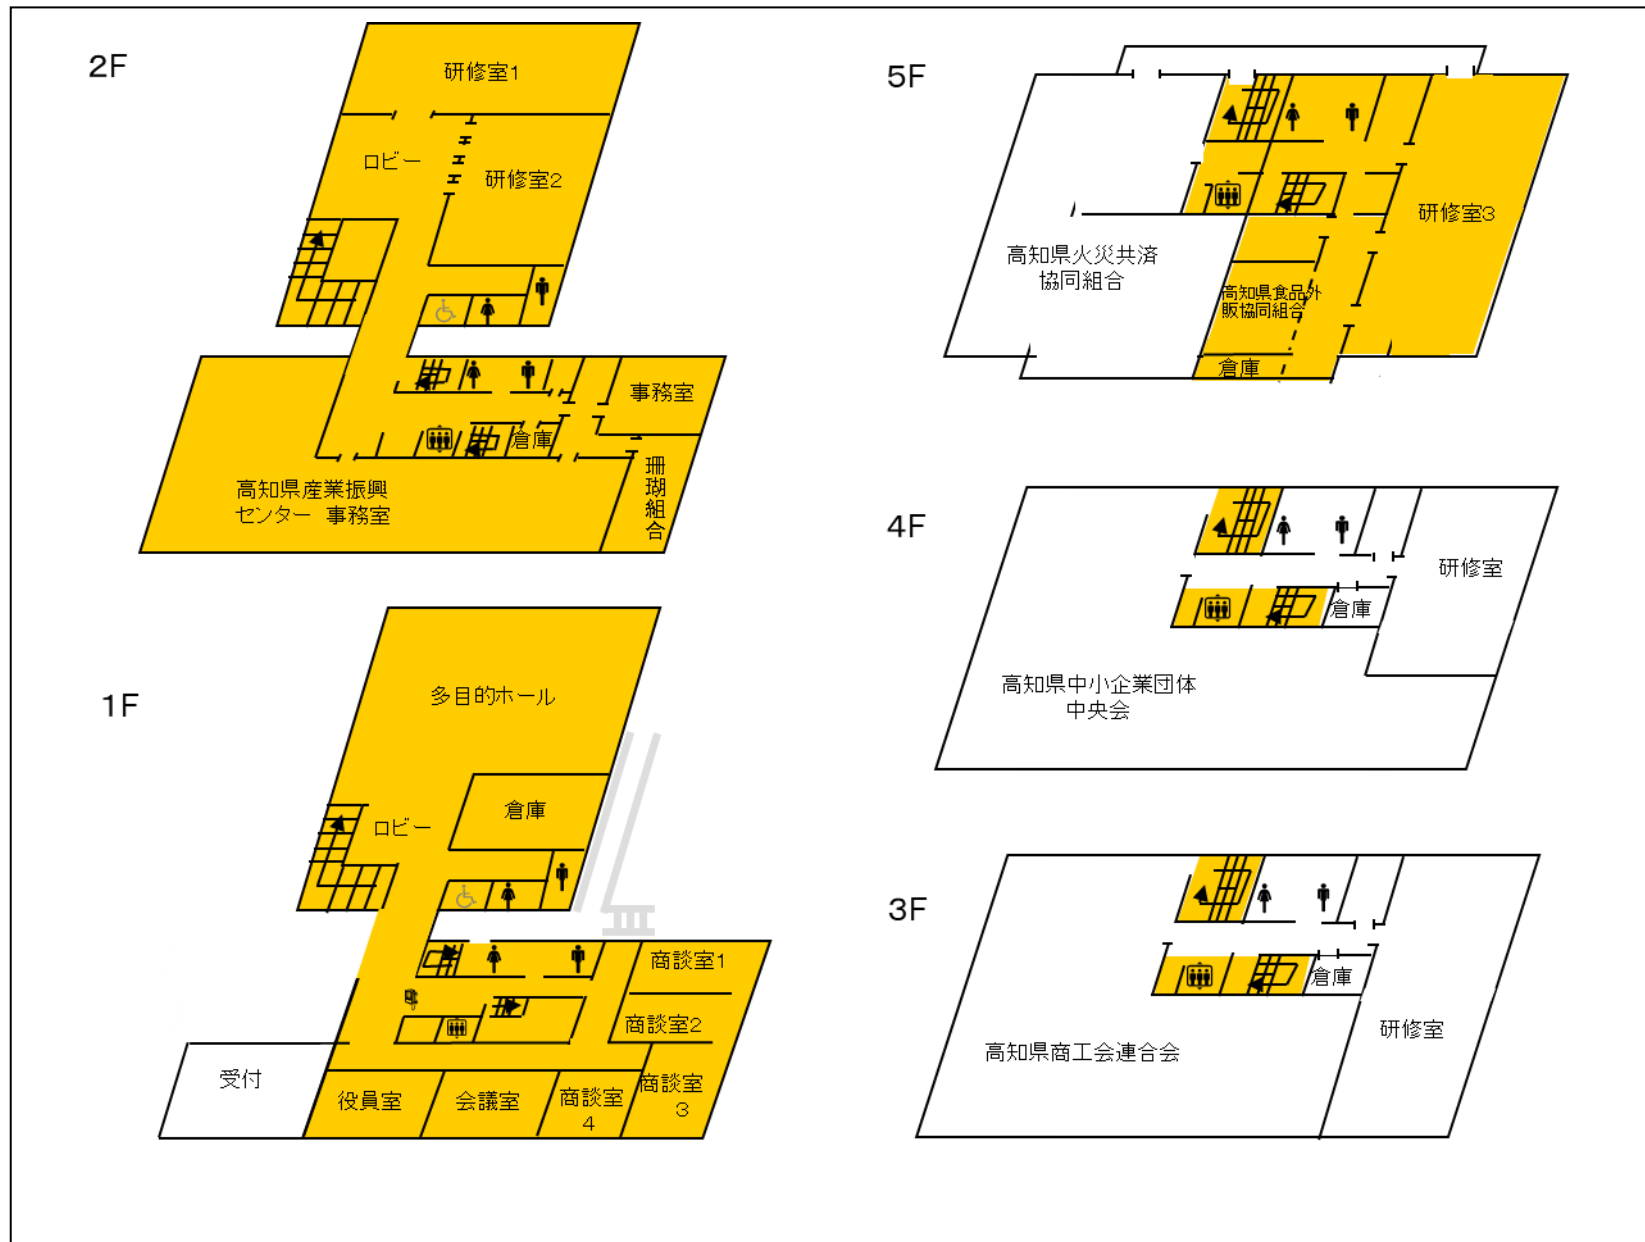 2F
研修室1
ロビー
研修室2
事務室
倉庫
高知県産業振興
センター 事務室
珊瑚組合
1F
多目的ホール
倉庫
ロビー
商談室1
商談室2
商談室
3
商談室
4
会議室
役員室
受付
5F
研修室3
高知県火災共済
協同組合
高知県食品外
販協同組合
倉庫
4F
研修室
倉庫
高知県中小企業団体
中央会
3F
倉庫
研修室
高知県商工会連合会